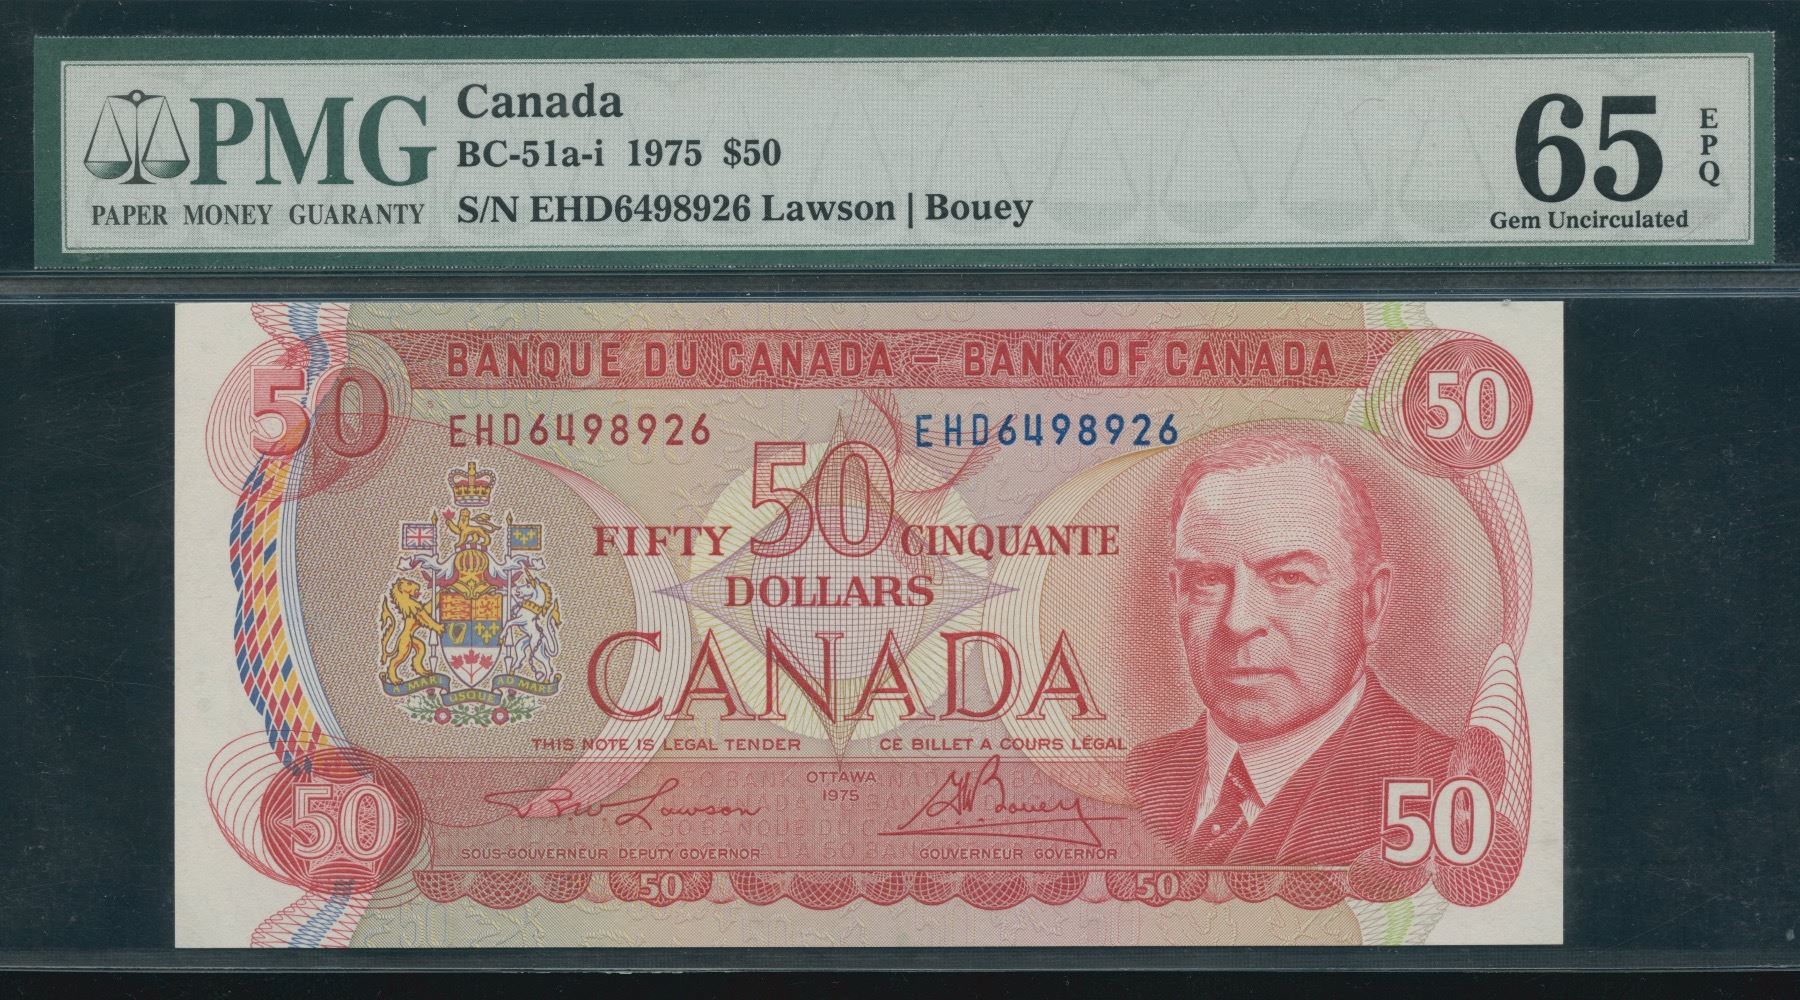 PMG
PAPER MONEY GUARANTY
Canada
BC-51a-i 1975 $50
S/N EHD6498926 Lawson | Bouey
65
EPQ
Gem Uncirculated
BANQUE DU CANADA – BANK OF CANADA
50
50
EHD6498926
EHD6498926
50
FIFTY CINQUANTE
DOLLARS
CANADA
A MARI USQUE AD MARE
THIS NOTE IS LEGAL TENDER
CE BILLET A COURS LÉGAL
OTTAWA
1975
R.W. Lawson
G.K. Bouey
SOUS-GOUVERNEUR DEPUTY GOVERNOR
GOUVERNEUR GOVERNOR
50
50
50
50